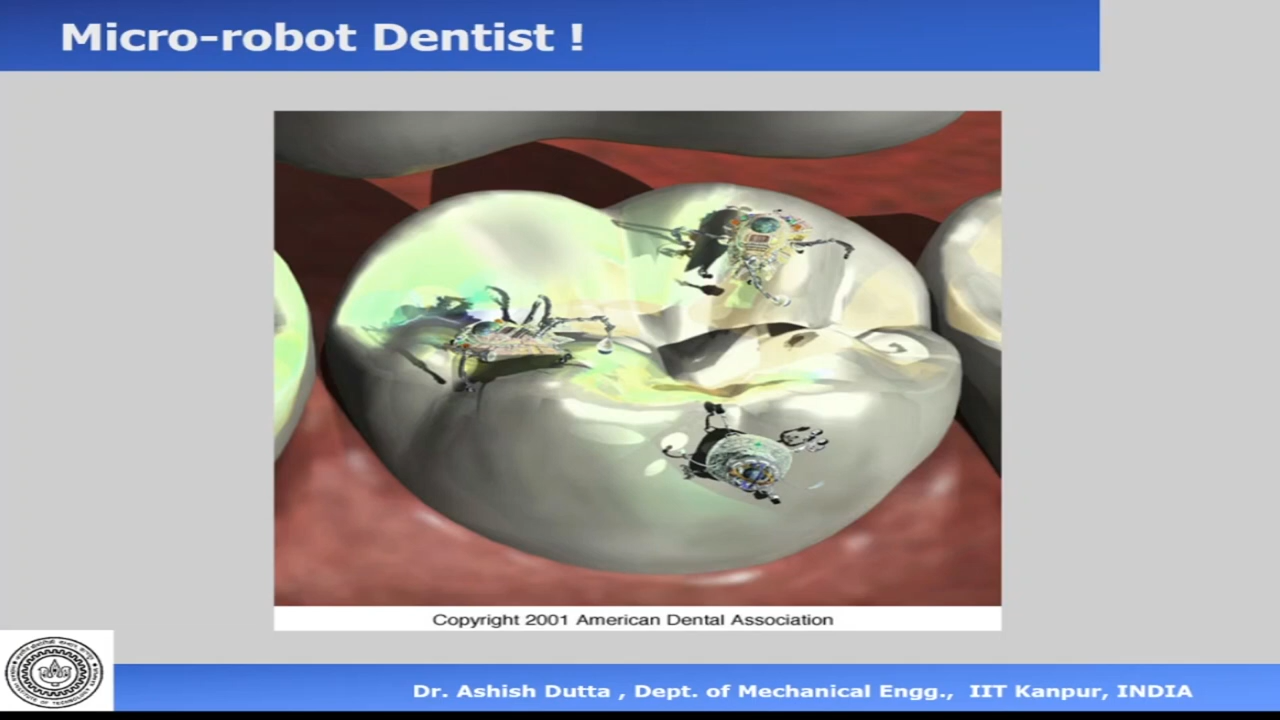 Micro-robot Dentist !
Copyright 2001 American Dental Association
Dr. Ashish Dutta , Dept. of Mechanical Engg., IIT Kanpur, INDIA